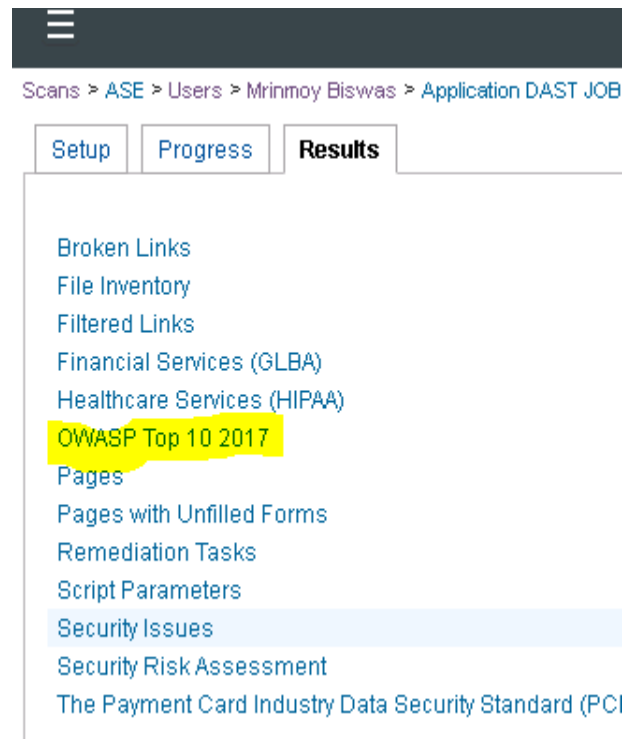 Scans > ASE > Users > Mrinmoy Biswas > Application DAST JOB
Setup Progress Results
Broken Links
File Inventory
Filtered Links
Financial Services (GLBA)
Healthcare Services (HIPAA)
OWASP Top 10 2017
Pages
Pages with Unfilled Forms
Remediation Tasks
Script Parameters
Security Issues
Security Risk Assessment
The Payment Card Industry Data Security Standard (PCI